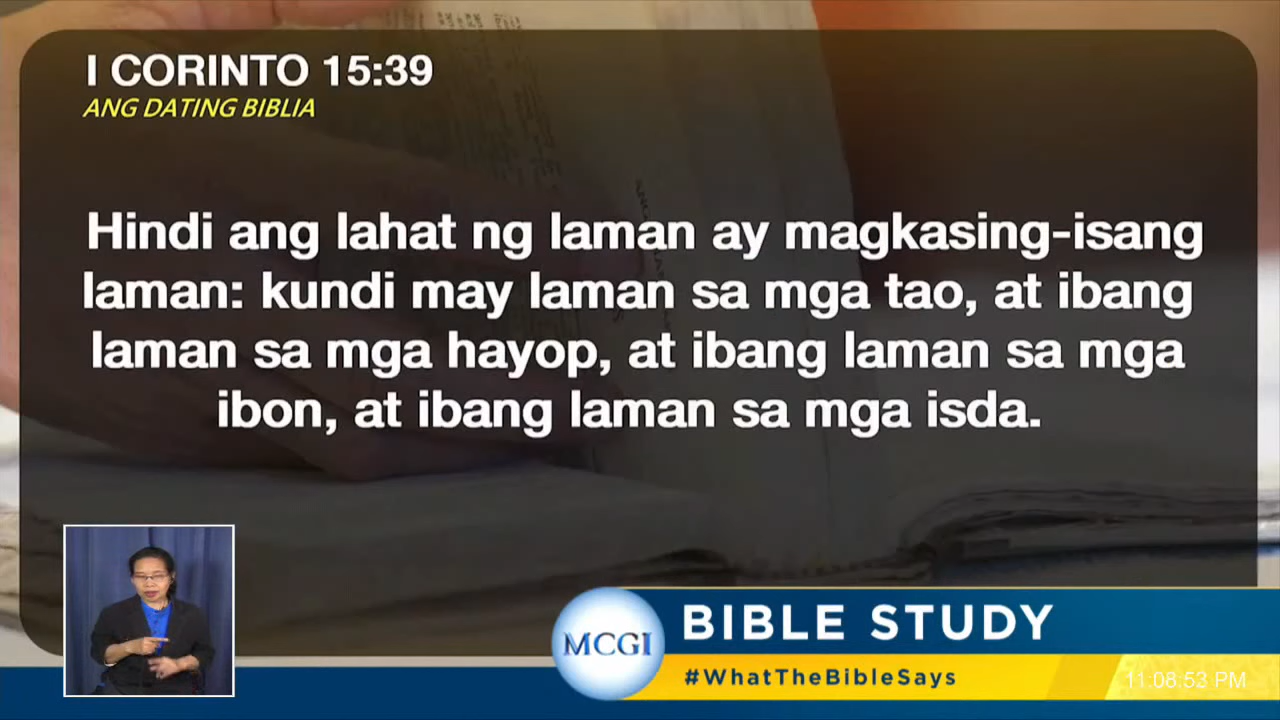 I CORINTO 15:39
ANG DATING BIBLIA
Hindi ang lahat ng laman ay magkasing-isang
laman: kundi may laman sa mga tao, at ibang
laman sa mga hayop, at ibang laman sa mga
ibon, at ibang laman sa mga isda.
MCGI
BIBLE STUDY
#WhatTheBibleSays
11:08:53 PM